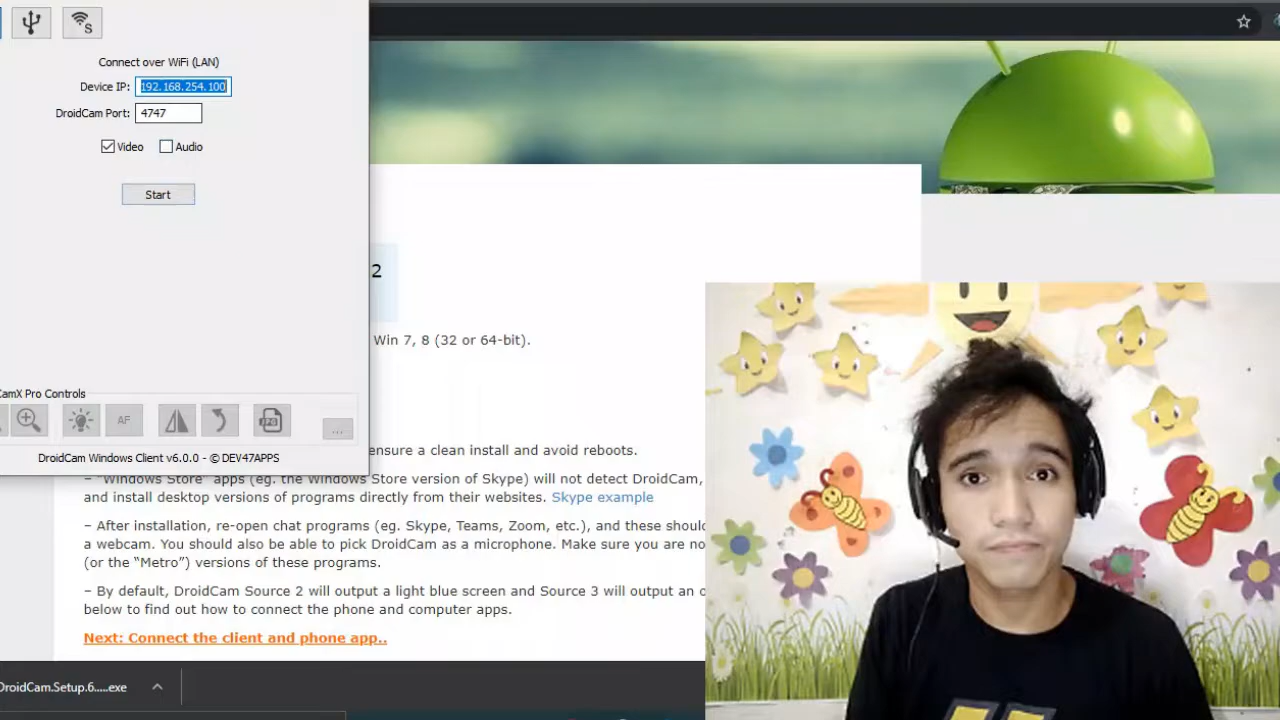 S
Connect over WiFi (LAN)
Device IP: 192.168.254.100
DroidCam Port: 4747
Video Audio
Start
2
Win 7, 8 (32 or 64-bit).
CamX Pro Controls
AF
JPG
...
DroidCam Windows Client v6.0.0 - © DEV47APPS
ensure a clean install and avoid reboots.
– "Windows Store" apps (eg. the Windows Store version of Skype) will not detect DroidCam,
and install desktop versions of programs directly from their websites. Skype example
– After installation, re-open chat programs (eg. Skype, Teams, Zoom, etc.), and these shoul
a webcam. You should also be able to pick DroidCam as a microphone. Make sure you are no
(or the “Metro”) versions of these programs.
– By default, DroidCam Source 2 will output a light blue screen and Source 3 will output an o
below to find out how to connect the phone and computer apps.
Next: Connect the client and phone app..
DroidCam.Setup.6....exe